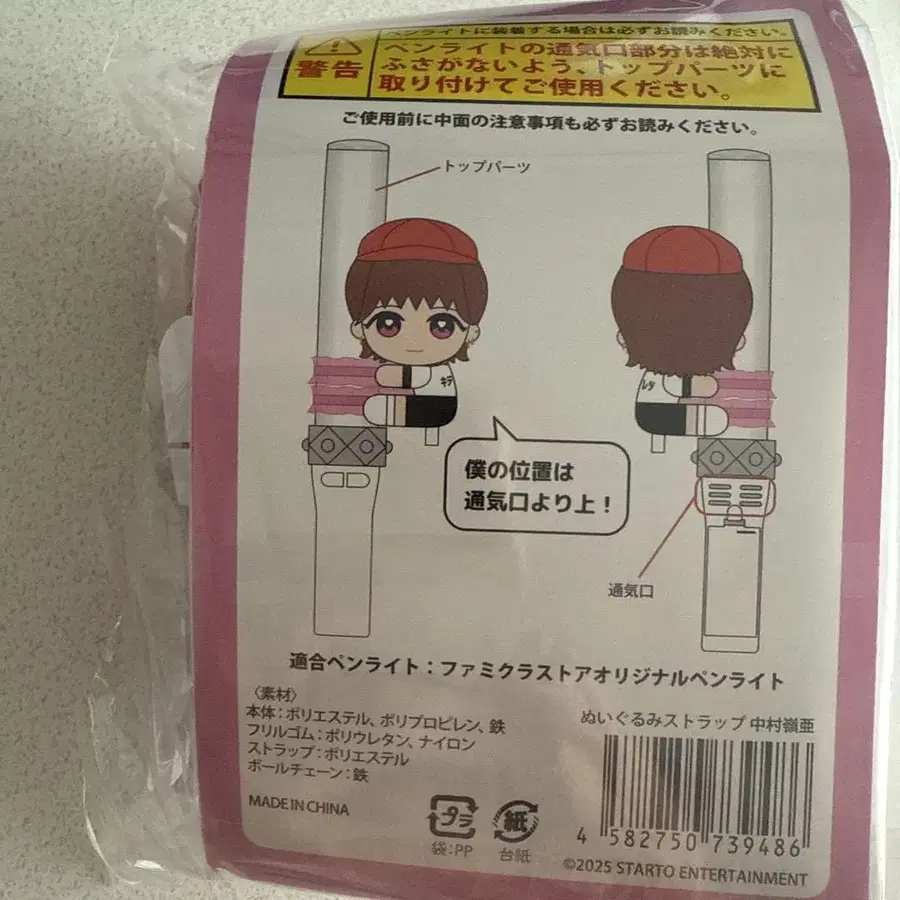 ペンライトに装着する場合は必ずお読みください。
警告
ペンライトの通気口部分は絶対に
ふさがないよう、トップパーツに
取り付けてご使用ください。
ご使用前に中面の注意事項も必ずお読みください。
トップパーツ
キテ
レタ
僕の位置は
通気口より上!
通気口
適合ペンライト:ファミクラストアオリジナルペンライト
〈素材〉
本体:ポリエステル、ポリプロピレン、鉄
フリルゴム:ポリウレタン、ナイロン
ストラップ:ポリエステル
ボールチェーン:鉄
MADE IN CHINA
プラ
袋:PP
紙
台紙
ぬいぐるみストラップ 中村嶺亜
4 582750 739486
©2025 STARTO ENTERTAINMENT